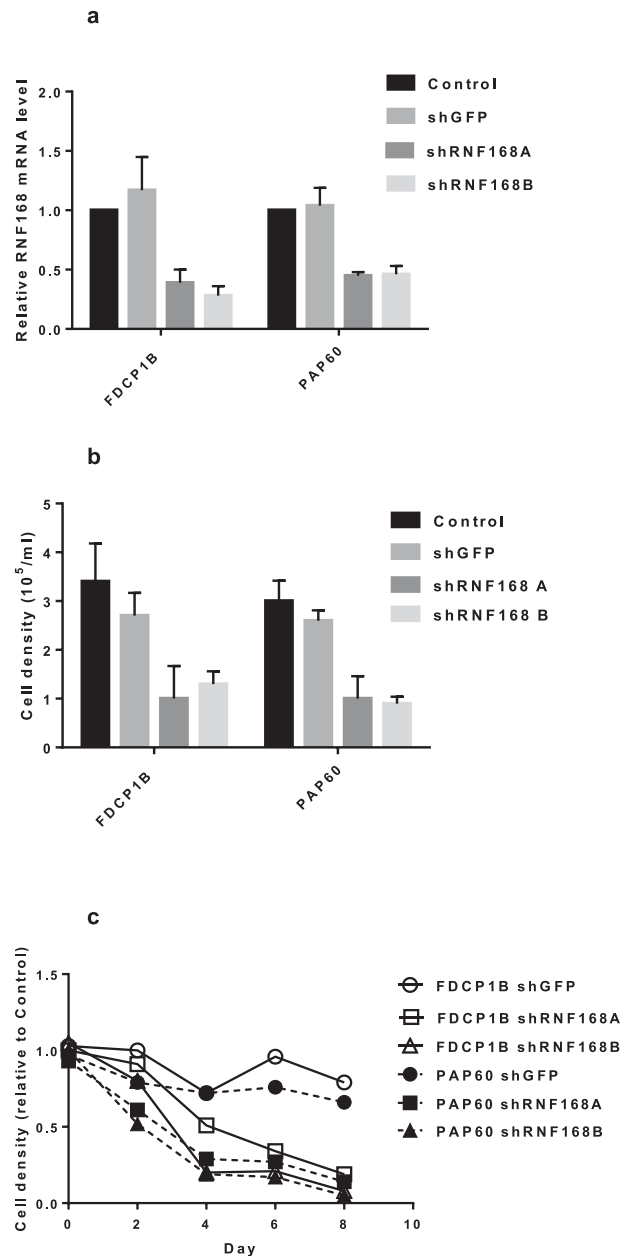 a
Relative RNF168 mRNA level
2.0
1.5
1.0
0.5
0.0
FDCP1B
PAP60
Control
shGFP
shRNF168A
shRNF168B
b
Cell density (10⁵/ml)
5
4
3
2
1
0
FDCP1B
PAP60
Control
shGFP
shRNF168 A
shRNF168 B
c
Cell density (relative to Control)
1.5
1.0
0.5
0.0
0 2 4 6 8 10
Day
FDCP1B shGFP
FDCP1B shRNF168A
FDCP1B shRNF168B
PAP60 shGFP
PAP60 shRNF168A
PAP60 shRNF168B